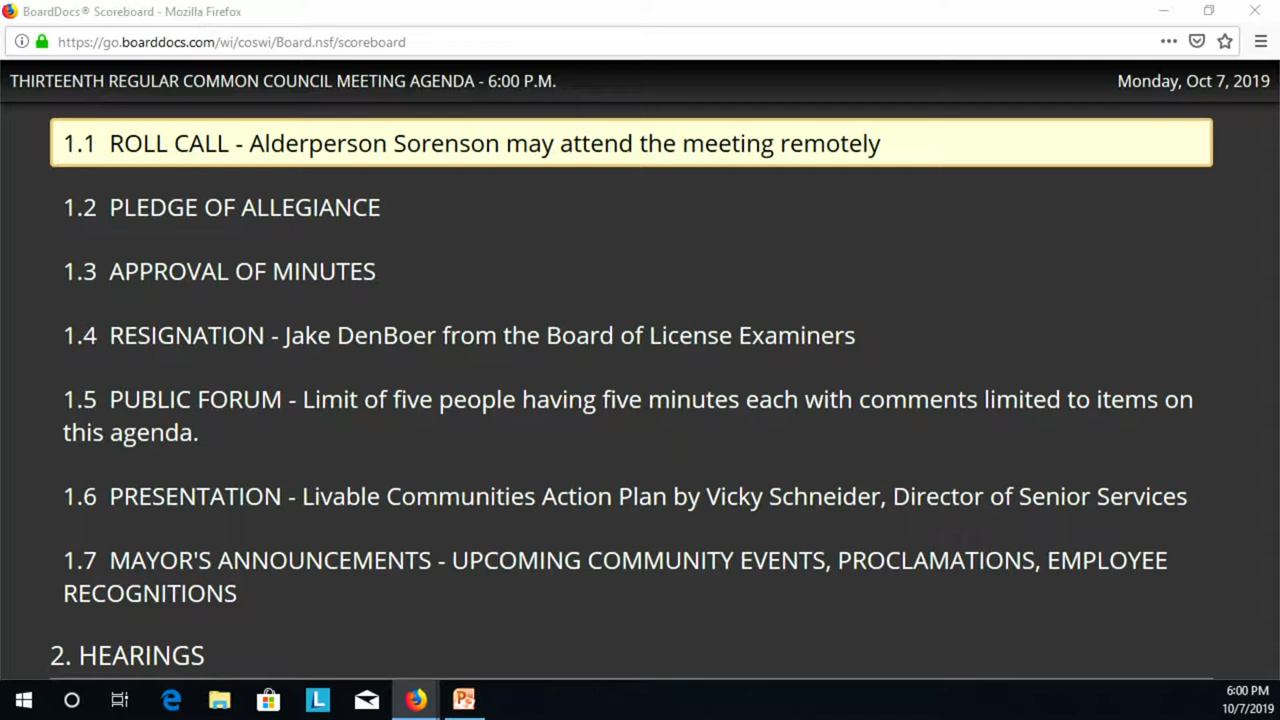 BoardDocs® Scoreboard - Mozilla Firefox
https://go.boarddocs.com/wi/coswi/Board.nsf/scoreboard
THIRTEENTH REGULAR COMMON COUNCIL MEETING AGENDA - 6:00 P.M. Monday, Oct 7, 2019
1.1 ROLL CALL - Alderperson Sorenson may attend the meeting remotely
1.2 PLEDGE OF ALLEGIANCE
1.3 APPROVAL OF MINUTES
1.4 RESIGNATION - Jake DenBoer from the Board of License Examiners
1.5 PUBLIC FORUM - Limit of five people having five minutes each with comments limited to items on
this agenda.
1.6 PRESENTATION - Livable Communities Action Plan by Vicky Schneider, Director of Senior Services
1.7 MAYOR'S ANNOUNCEMENTS - UPCOMING COMMUNITY EVENTS, PROCLAMATIONS, EMPLOYEE
RECOGNITIONS
2. HEARINGS
6:00 PM
10/7/2019